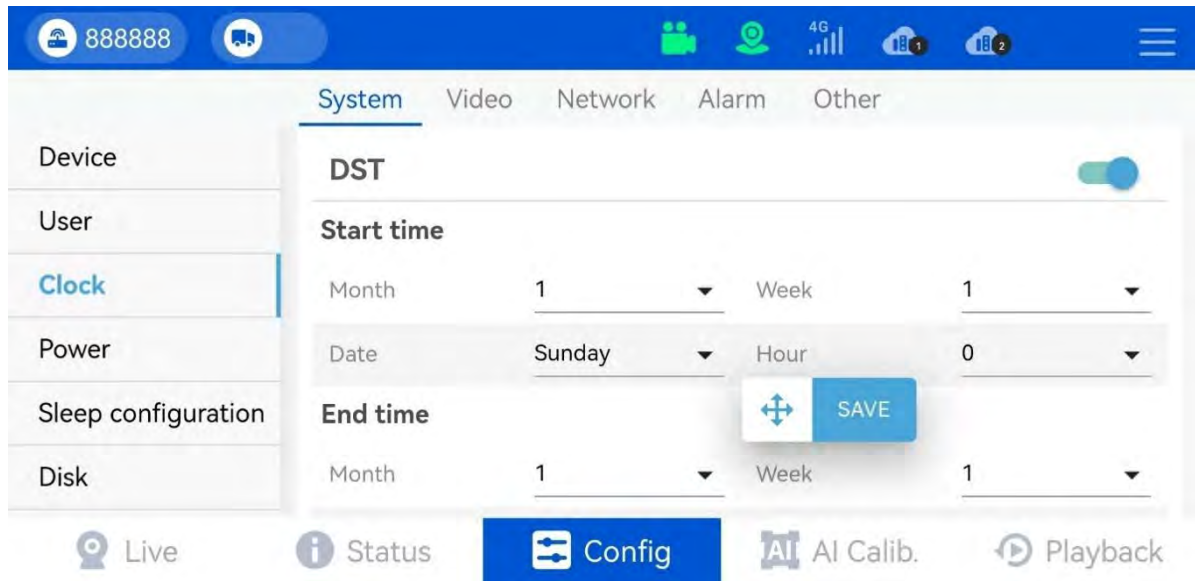 888888
4G
1
2
System Video Network Alarm Other
Device
User
Clock
Power
Sleep configuration
Disk
DST
Start time
Month 1 Week 1
Date Sunday Hour 0
End time
SAVE
Month 1 Week 1
Live Status Config AI AI Calib. Playback